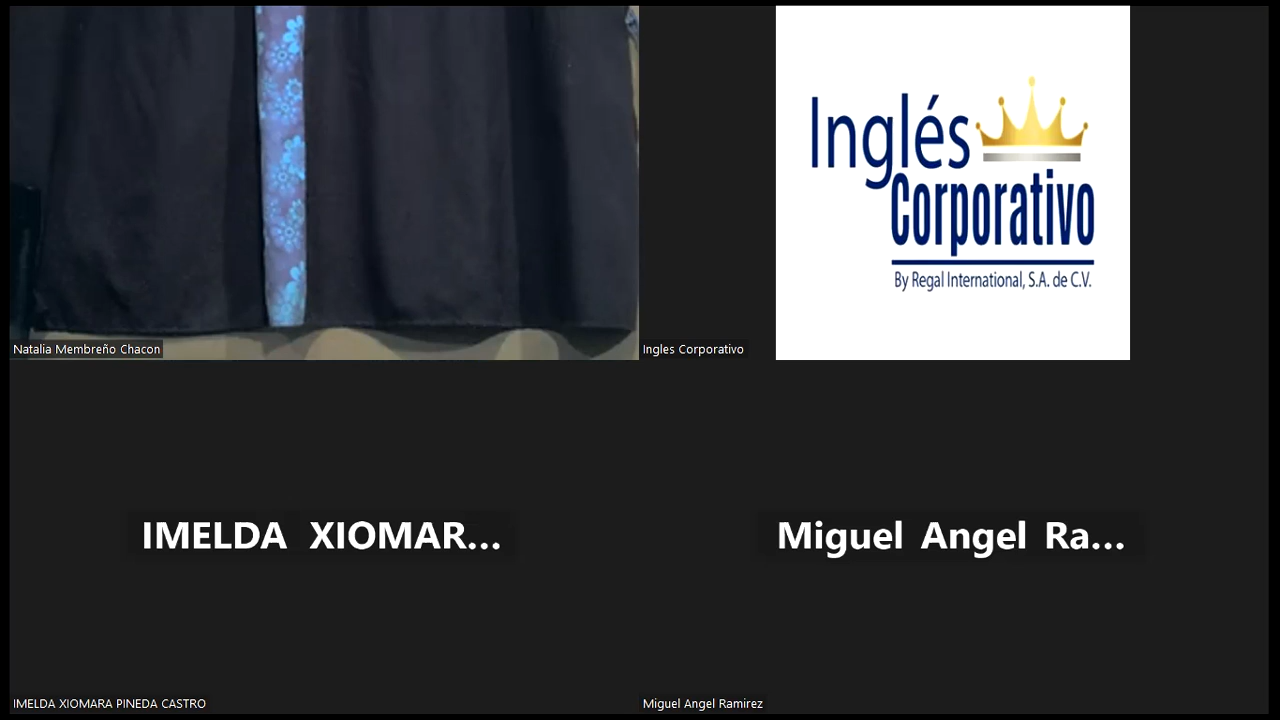 Inglés
Corporativo
By Regal International, S.A. de C.V.
Natalia Membreño Chacon
Ingles Corporativo
IMELDA XIOMAR...
Miguel Angel Ra...
IMELDA XIOMARA PINEDA CASTRO
Miguel Angel Ramirez